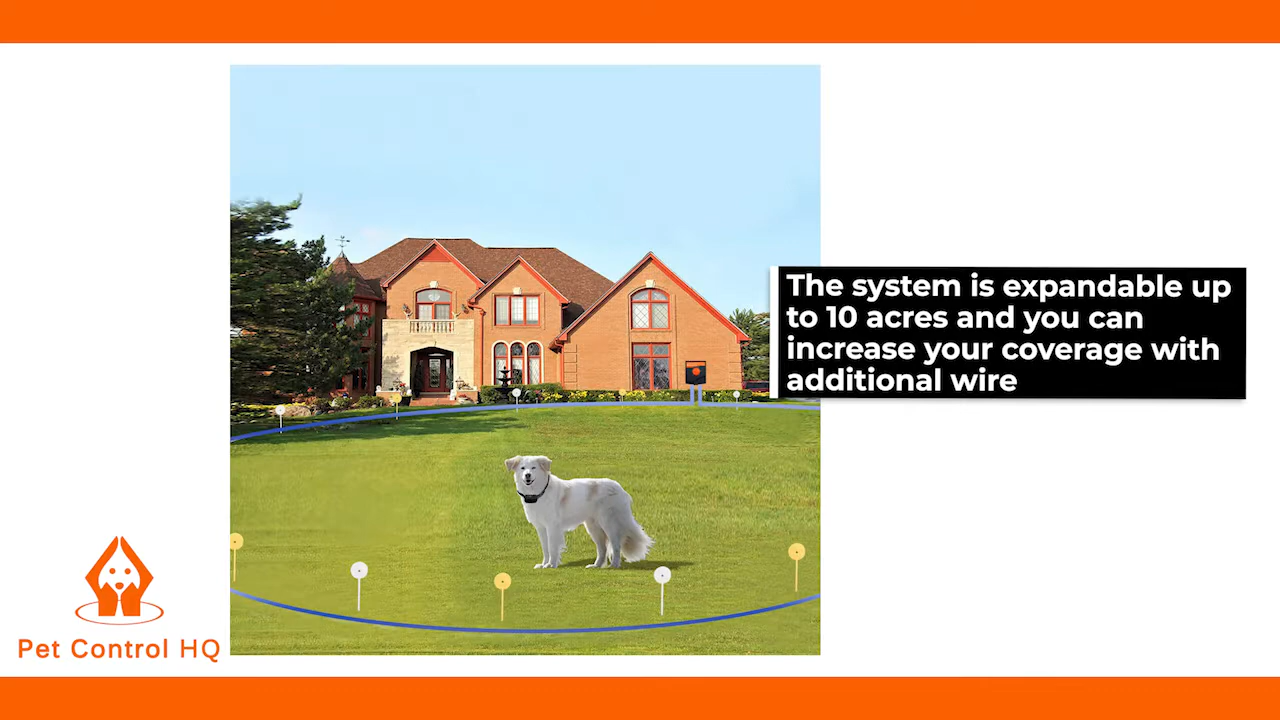 The system is expandable up
to 10 acres and you can
increase your coverage with
additional wire
Pet Control HQ